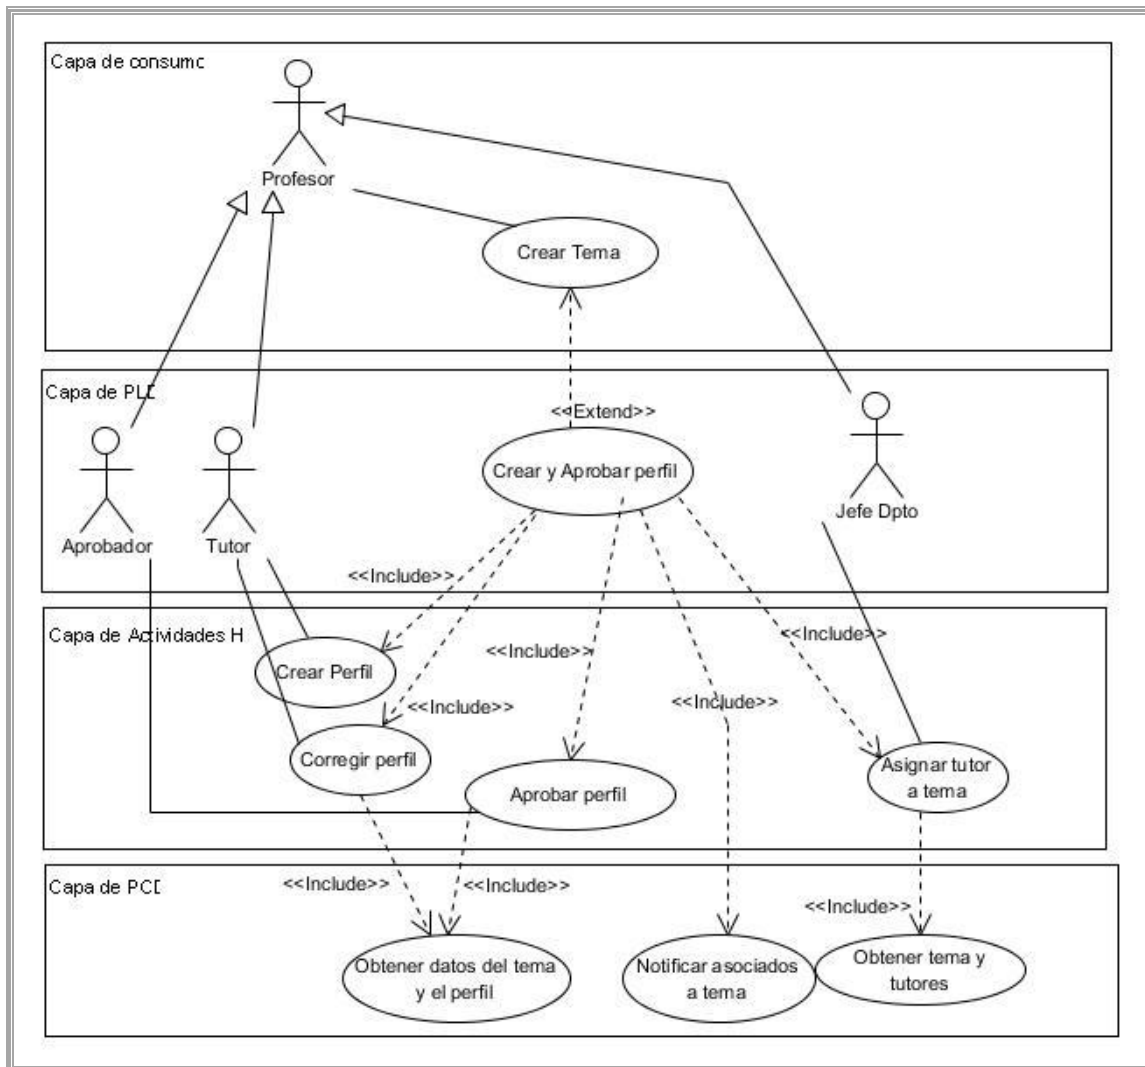 Capa de consumo
Profesor
Crear Tema
Capa de PLD
<<Extend>>
Crear y Aprobar perfil
Jefe Dpto
Aprobador
Tutor
<<Include>>
Capa de Actividades H
<<Include>>
<<Include>>
Crear Perfil
<<Include>>
<<Include>>
Corregir perfil
Aprobar perfil
Asignar tutor
a tema
Capa de PCD
<<Include>>
<<Include>>
<<Include>>
Obtener datos del tema
y el perfil
Notificar asociados
a tema
Obtener tema y
tutores